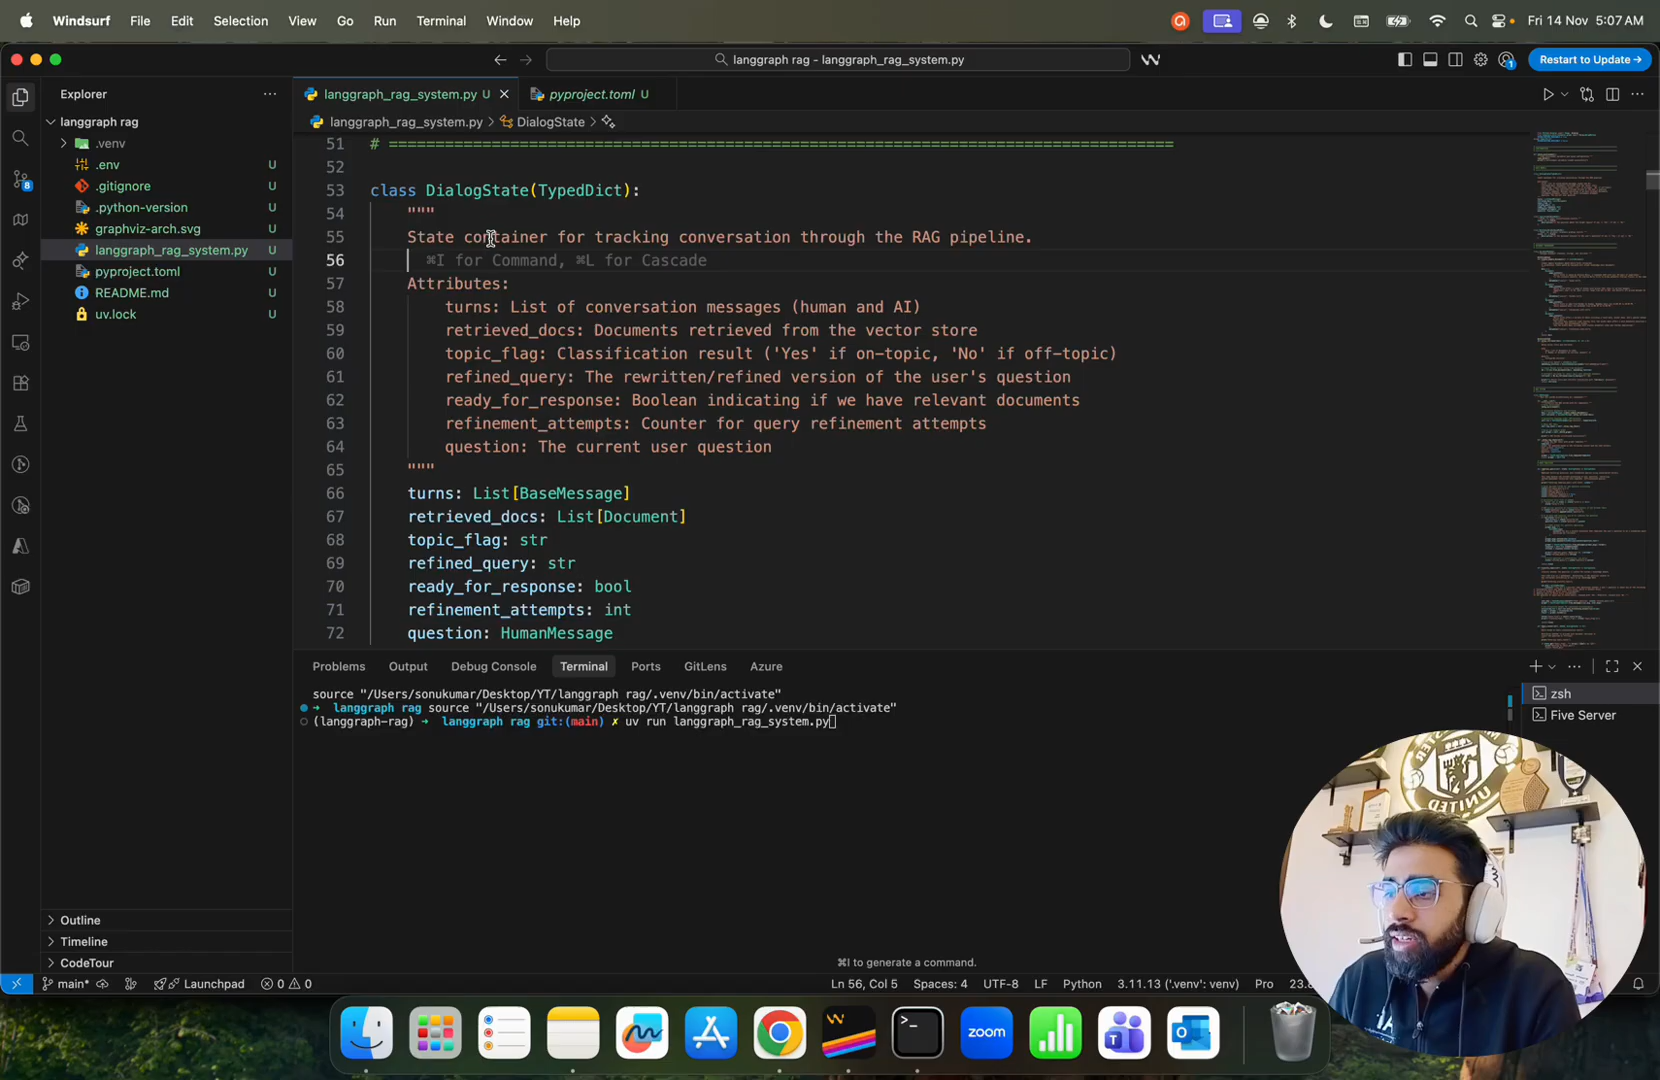 Windsurf File Edit Selection View Go Run Terminal Window Help Fri 14 Nov 5:07 AM
langgraph rag - langgraph_rag_system.py
Restart to Update →
Explorer
langgraph_rag_system.py U
pyproject.toml U
langgraph_rag_system.py > DialogState >
langgraph rag
.venv
.env U
.gitignore U
.python-version U
graphviz-arch.svg U
langgraph_rag_system.py U
pyproject.toml U
README.md U
uv.lock U
8
1
51 # ====================================================================================
52
53 class DialogState(TypedDict):
54 """
55 State container for tracking conversation through the RAG pipeline.
56 ⌘I for Command, ⌘L for Cascade
57 Attributes:
58 turns: List of conversation messages (human and AI)
59 retrieved_docs: Documents retrieved from the vector store
60 topic_flag: Classification result ('Yes' if on-topic, 'No' if off-topic)
61 refined_query: The rewritten/refined version of the user's question
62 ready_for_response: Boolean indicating if we have relevant documents
63 refinement_attempts: Counter for query refinement attempts
64 question: The current user question
65 """
66 turns: List[BaseMessage]
67 retrieved_docs: List[Document]
68 topic_flag: str
69 refined_query: str
70 ready_for_response: bool
71 refinement_attempts: int
72 question: HumanMessage
Problems Output Debug Console Terminal Ports GitLens Azure
source "/Users/sonukumar/Desktop/YT/langgraph rag/.venv/bin/activate"
➜ langgraph rag source "/Users/sonukumar/Desktop/YT/langgraph rag/.venv/bin/activate"
(langgraph-rag) ➜ langgraph rag git:(main) ✗ uv run langgraph_rag_system.py
zsh
Five Server
UNITED
⌘I to generate a command.
Outline
Timeline
CodeTour
main* Launchpad 0 0 Ln 56, Col 5 Spaces: 4 UTF-8 LF Python 3.11.13 ('.venv': venv) Pro
zoom